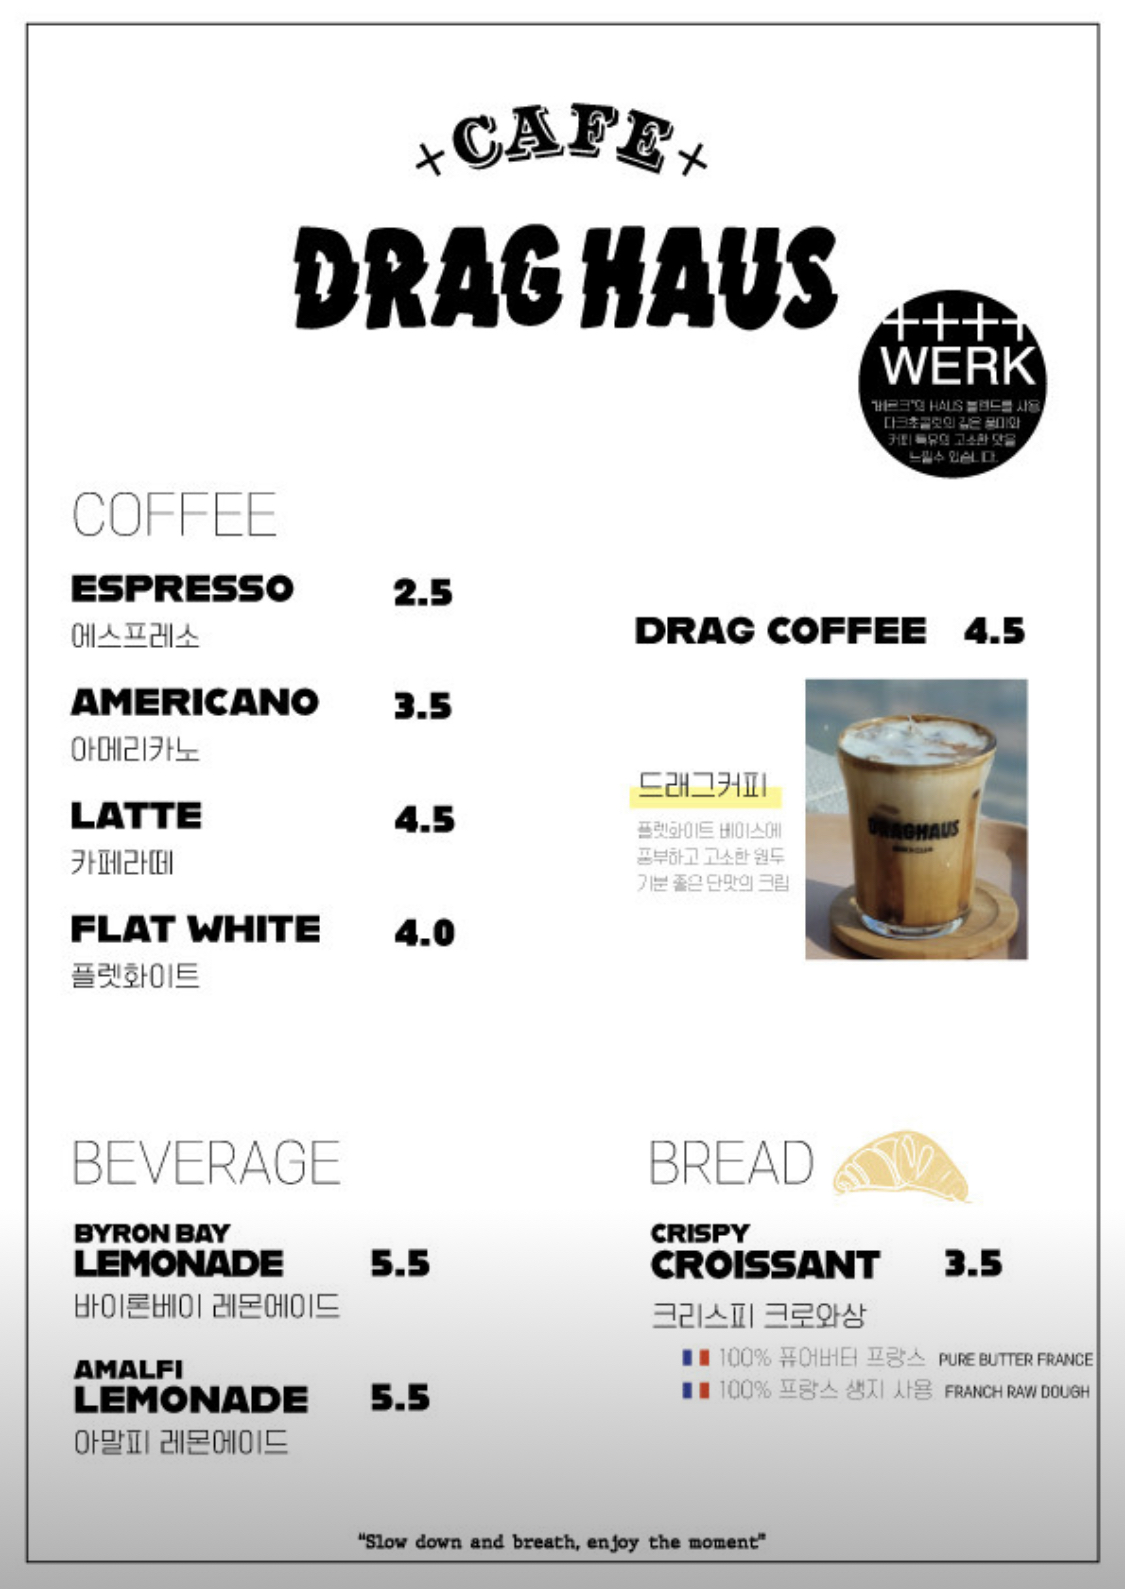 CAFE
DRAG HAUS
++++
WERK
"베르크"의 HAUS 블렌드를 사용
다크초콜릿의 깊은 풍미와
커피 특유의 고소한 맛을
느낄수 있습니다.
COFFEE
ESPRESSO 2.5
에스프레소
AMERICANO 3.5
아메리카노
LATTE 4.5
카페라떼
FLAT WHITE 4.0
플렛화이트
DRAG COFFEE 4.5
드래그커피
플렛화이트 베이스에
풍부하고 고소한 원두
기분 좋은 단맛의 크림
DRAGHAUS
BEVERAGE
BYRON BAY
LEMONADE 5.5
바이론베이 레몬에이드
AMALFI
LEMONADE 5.5
아말피 레몬에이드
BREAD
CRISPY
CROISSANT 3.5
크리스피 크로와상
100% 퓨어버터 프랑스 PURE BUTTER FRANCE
100% 프랑스 생지 사용 FRANCH RAW DOUGH
"Slow down and breath, enjoy the moment"